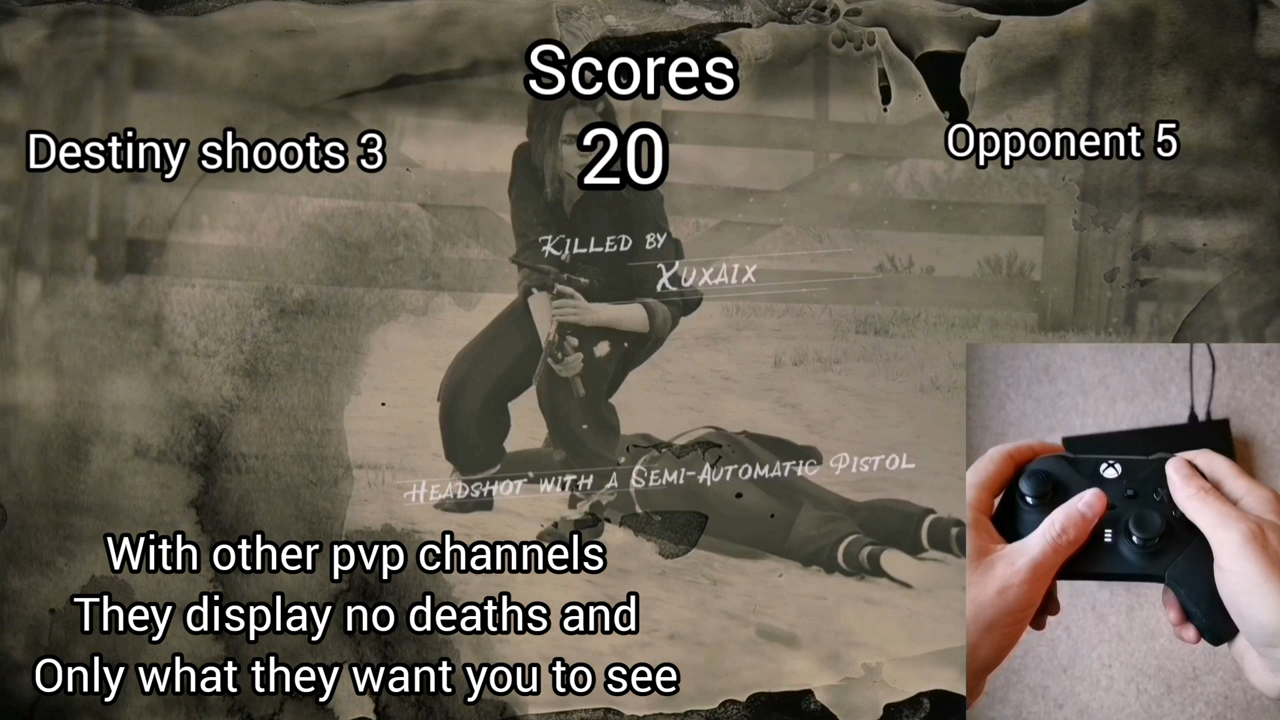 Scores
Destiny shoots 3
20
Opponent 5
Killed by
Xuxaix
Headshot with a Semi-Automatic Pistol
With other pvp channels
They display no deaths and
Only what they want you to see